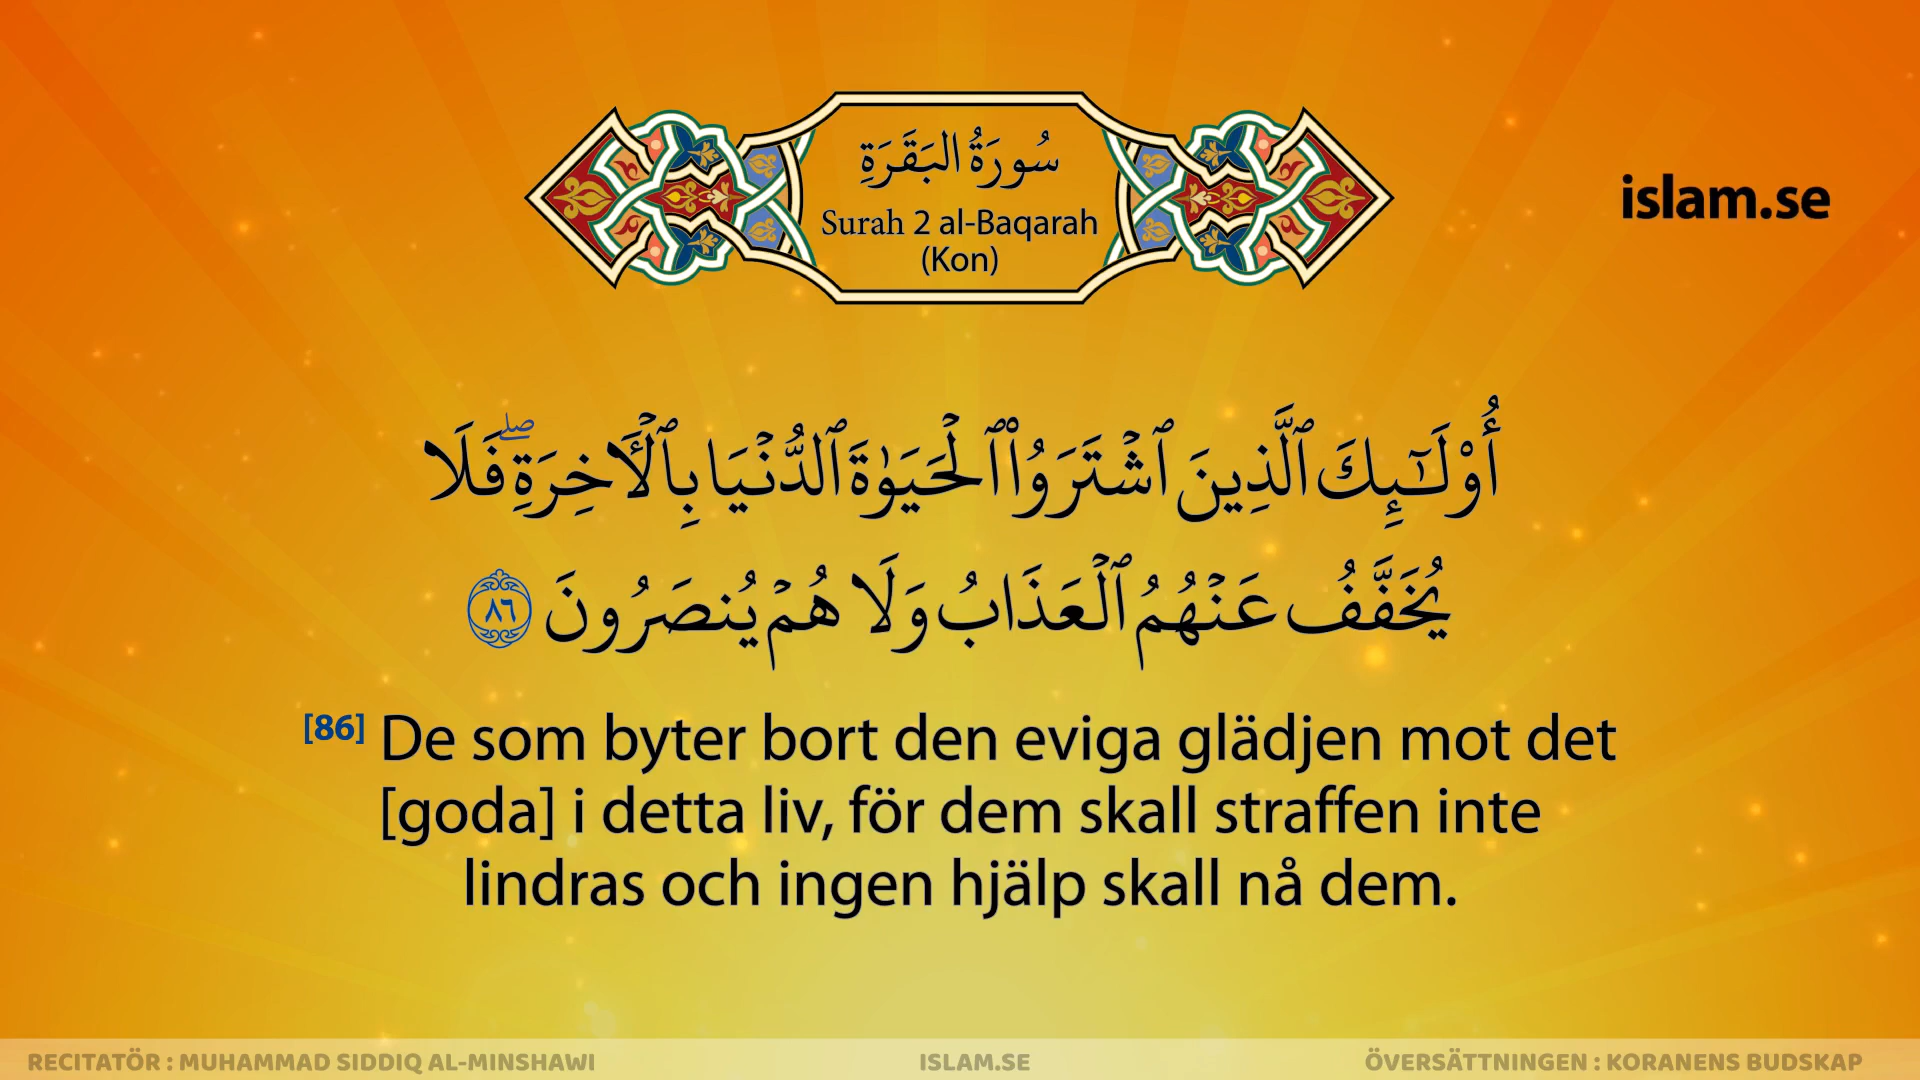 سُورَةُ البَقَرَةِ
Surah 2 al-Baqarah
(Kon)
islam.se
أُوْلَـٰٓئِكَ ٱلَّذِينَ ٱشۡتَرَوُاْ ٱلۡحَيَوٰةَ ٱلدُّنۡيَا بِٱلۡأَخِرَةِۖ فَلَا
يُخَفَّفُ عَنۡهُمُ ٱلۡعَذَابُ وَلَا هُمۡ يُنصَرُونَ ٨٦
[86] De som byter bort den eviga glädjen mot det
[goda] i detta liv, för dem skall straffen inte
lindras och ingen hjälp skall nå dem.
RECITATÖR : MUHAMMAD SIDDIQ AL-MINSHAWI
ISLAM.SE
ÖVERSÄTTNINGEN : KORANENS BUDSKAP